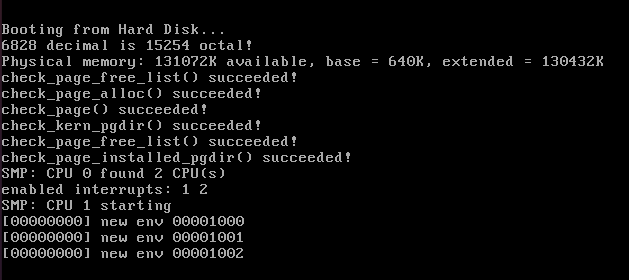 Booting from Hard Disk...
6828 decimal is 15254 octal!
Physical memory: 131072K available, base = 640K, extended = 130432K
check_page_free_list() succeeded!
check_page_alloc() succeeded!
check_page() succeeded!
check_kern_pgdir() succeeded!
check_page_free_list() succeeded!
check_page_installed_pgdir() succeeded!
SMP: CPU 0 found 2 CPU(s)
enabled interrupts: 1 2
SMP: CPU 1 starting
[00000000] new env 00001000
[00000000] new env 00001001
[00000000] new env 00001002